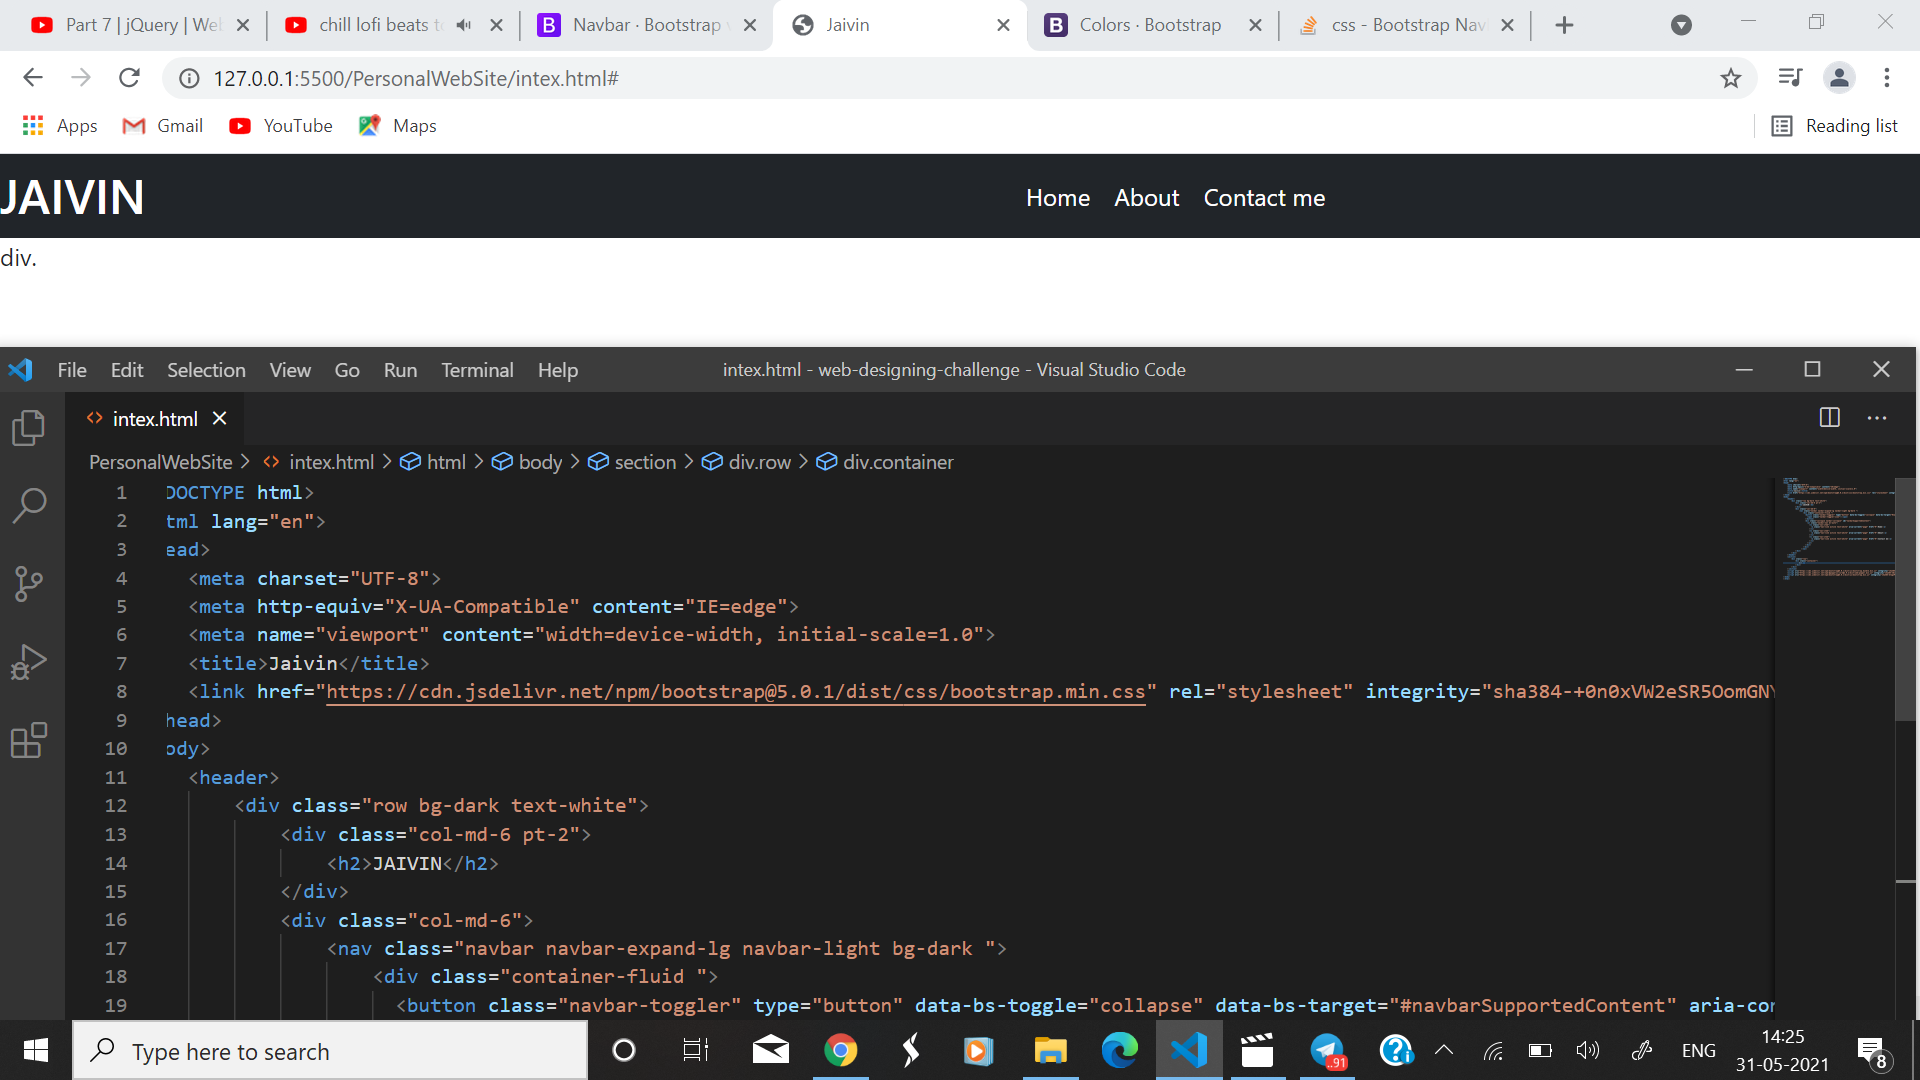 Part 7 | jQuery | We
chill lofi beats to
Navbar · Bootstrap
Jaivin
Colors · Bootstrap
css - Bootstrap Nav
127.0.0.1:5500/PersonalWebSite/intex.html#
Apps
Gmail
YouTube
Maps
Reading list
JAIVIN
Home About Contact me
div.
File Edit Selection View Go Run Terminal Help
intex.html - web-designing-challenge - Visual Studio Code
intex.html
PersonalWebSite > intex.html > html > body > section > div.row > div.container
1 DOCTYPE html>
2 tml lang="en">
3 ead>
4 <meta charset="UTF-8">
5 <meta http-equiv="X-UA-Compatible" content="IE=edge">
6 <meta name="viewport" content="width=device-width, initial-scale=1.0">
7 <title>Jaivin</title>
8 <link href="https://cdn.jsdelivr.net/npm/bootstrap@5.0.1/dist/css/bootstrap.min.css" rel="stylesheet" integrity="sha384-+0n0xVW2eSR5OomGNY
9 head>
10 ody>
11 <header>
12 <div class="row bg-dark text-white">
13 <div class="col-md-6 pt-2">
14 <h2>JAIVIN</h2>
15 </div>
16 <div class="col-md-6">
17 <nav class="navbar navbar-expand-lg navbar-light bg-dark ">
18 <div class="container-fluid ">
19 <button class="navbar-toggler" type="button" data-bs-toggle="collapse" data-bs-target="#navbarSupportedContent" aria-con
Type here to search
..91
ENG
14:25
31-05-2021
8